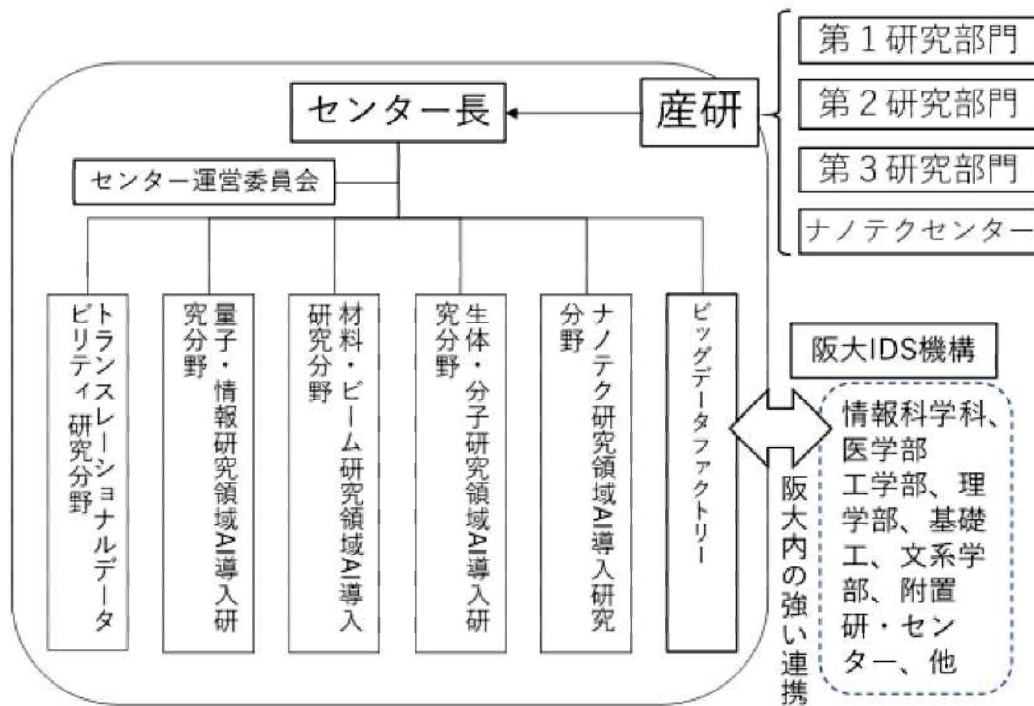 第1研究部門
第2研究部門
第3研究部門
ナノテクセンター
産研
センター長
センター運営委員会
トランスレーショナルデータ
ビリティ研究分野
量子・情報研究領域AI導入研
究分野
材料・ビーム研究領域AI導入
研究分野
生体・分子研究領域AI導入研
究分野
ナノテク研究領域AI導入研究
分野
ビッグデータファクトリー
阪大IDS機構
情報科学科、
医学部
工学部、理
学部、基礎
工、文系学
部、附置
研・セン
ター、他
阪大内の強い連携